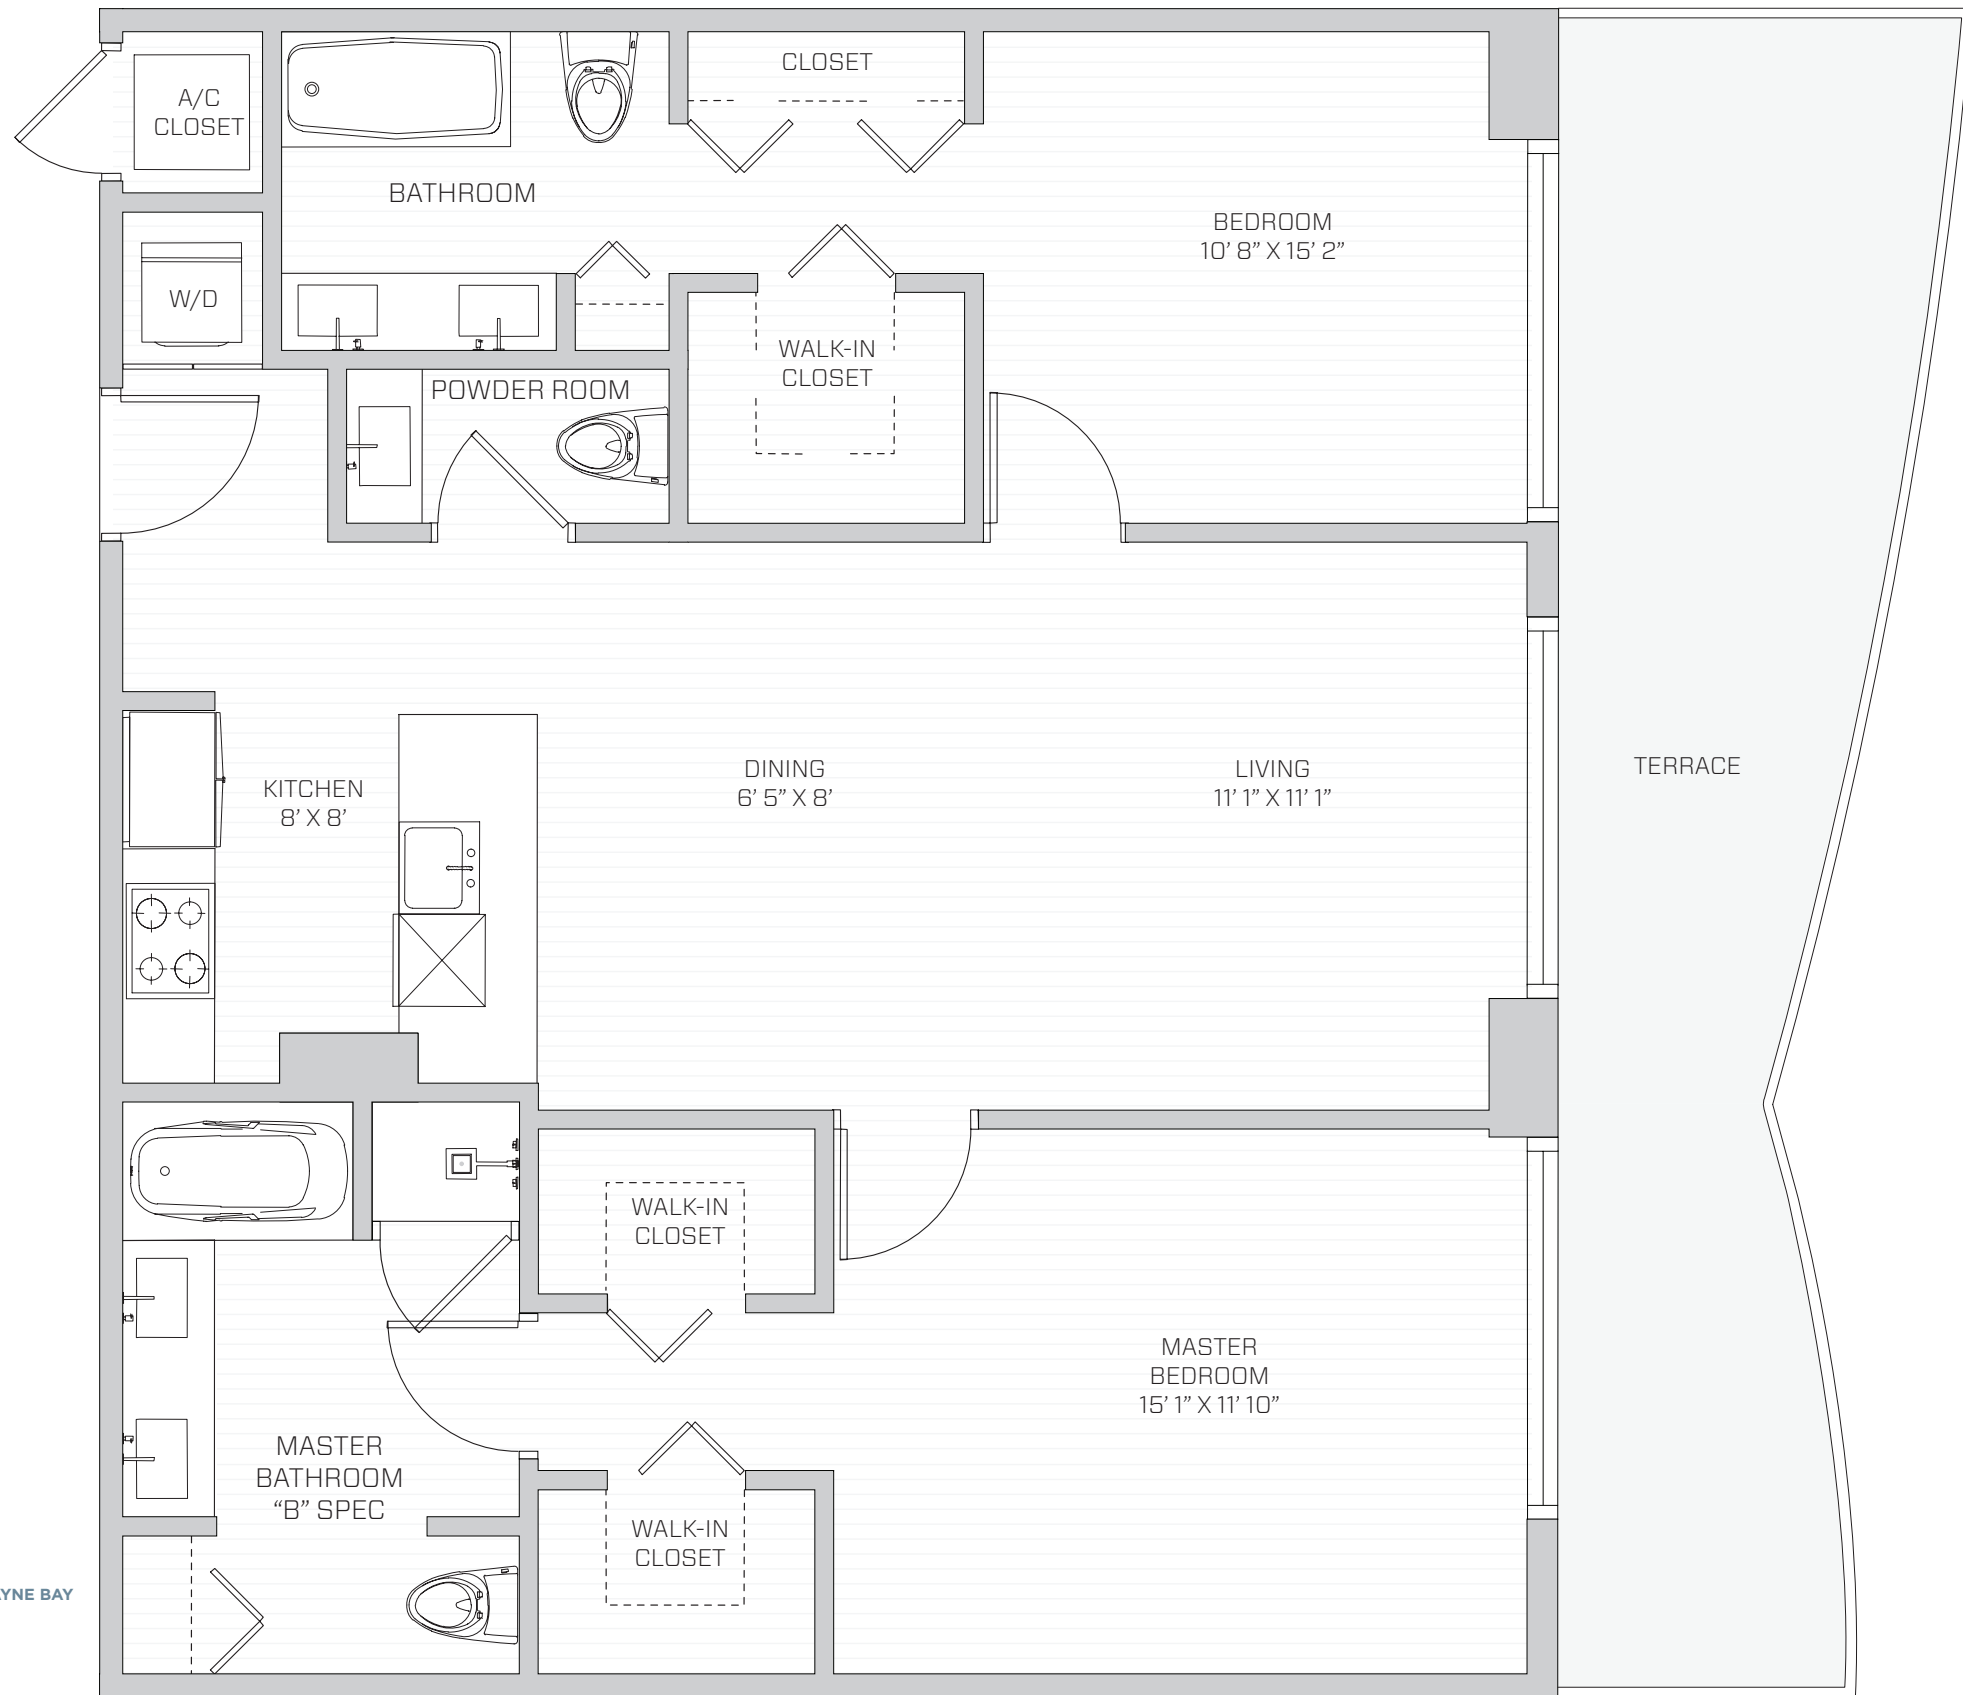 CLOSET
A/C
CLOSET
BATHROOM
BEDROOM
10' 8" X 15' 2"
W/D
WALK-IN
CLOSET
POWDER ROOM
DINING
6' 5" X 8'
LIVING
11' 1" X 11' 1"
TERRACE
KITCHEN
8' X 8'
WALK-IN
CLOSET
MASTER
BEDROOM
15' 1" X 11' 10"
MASTER
BATHROOM
“B” SPEC
WALK-IN
CLOSET
YNE BAY